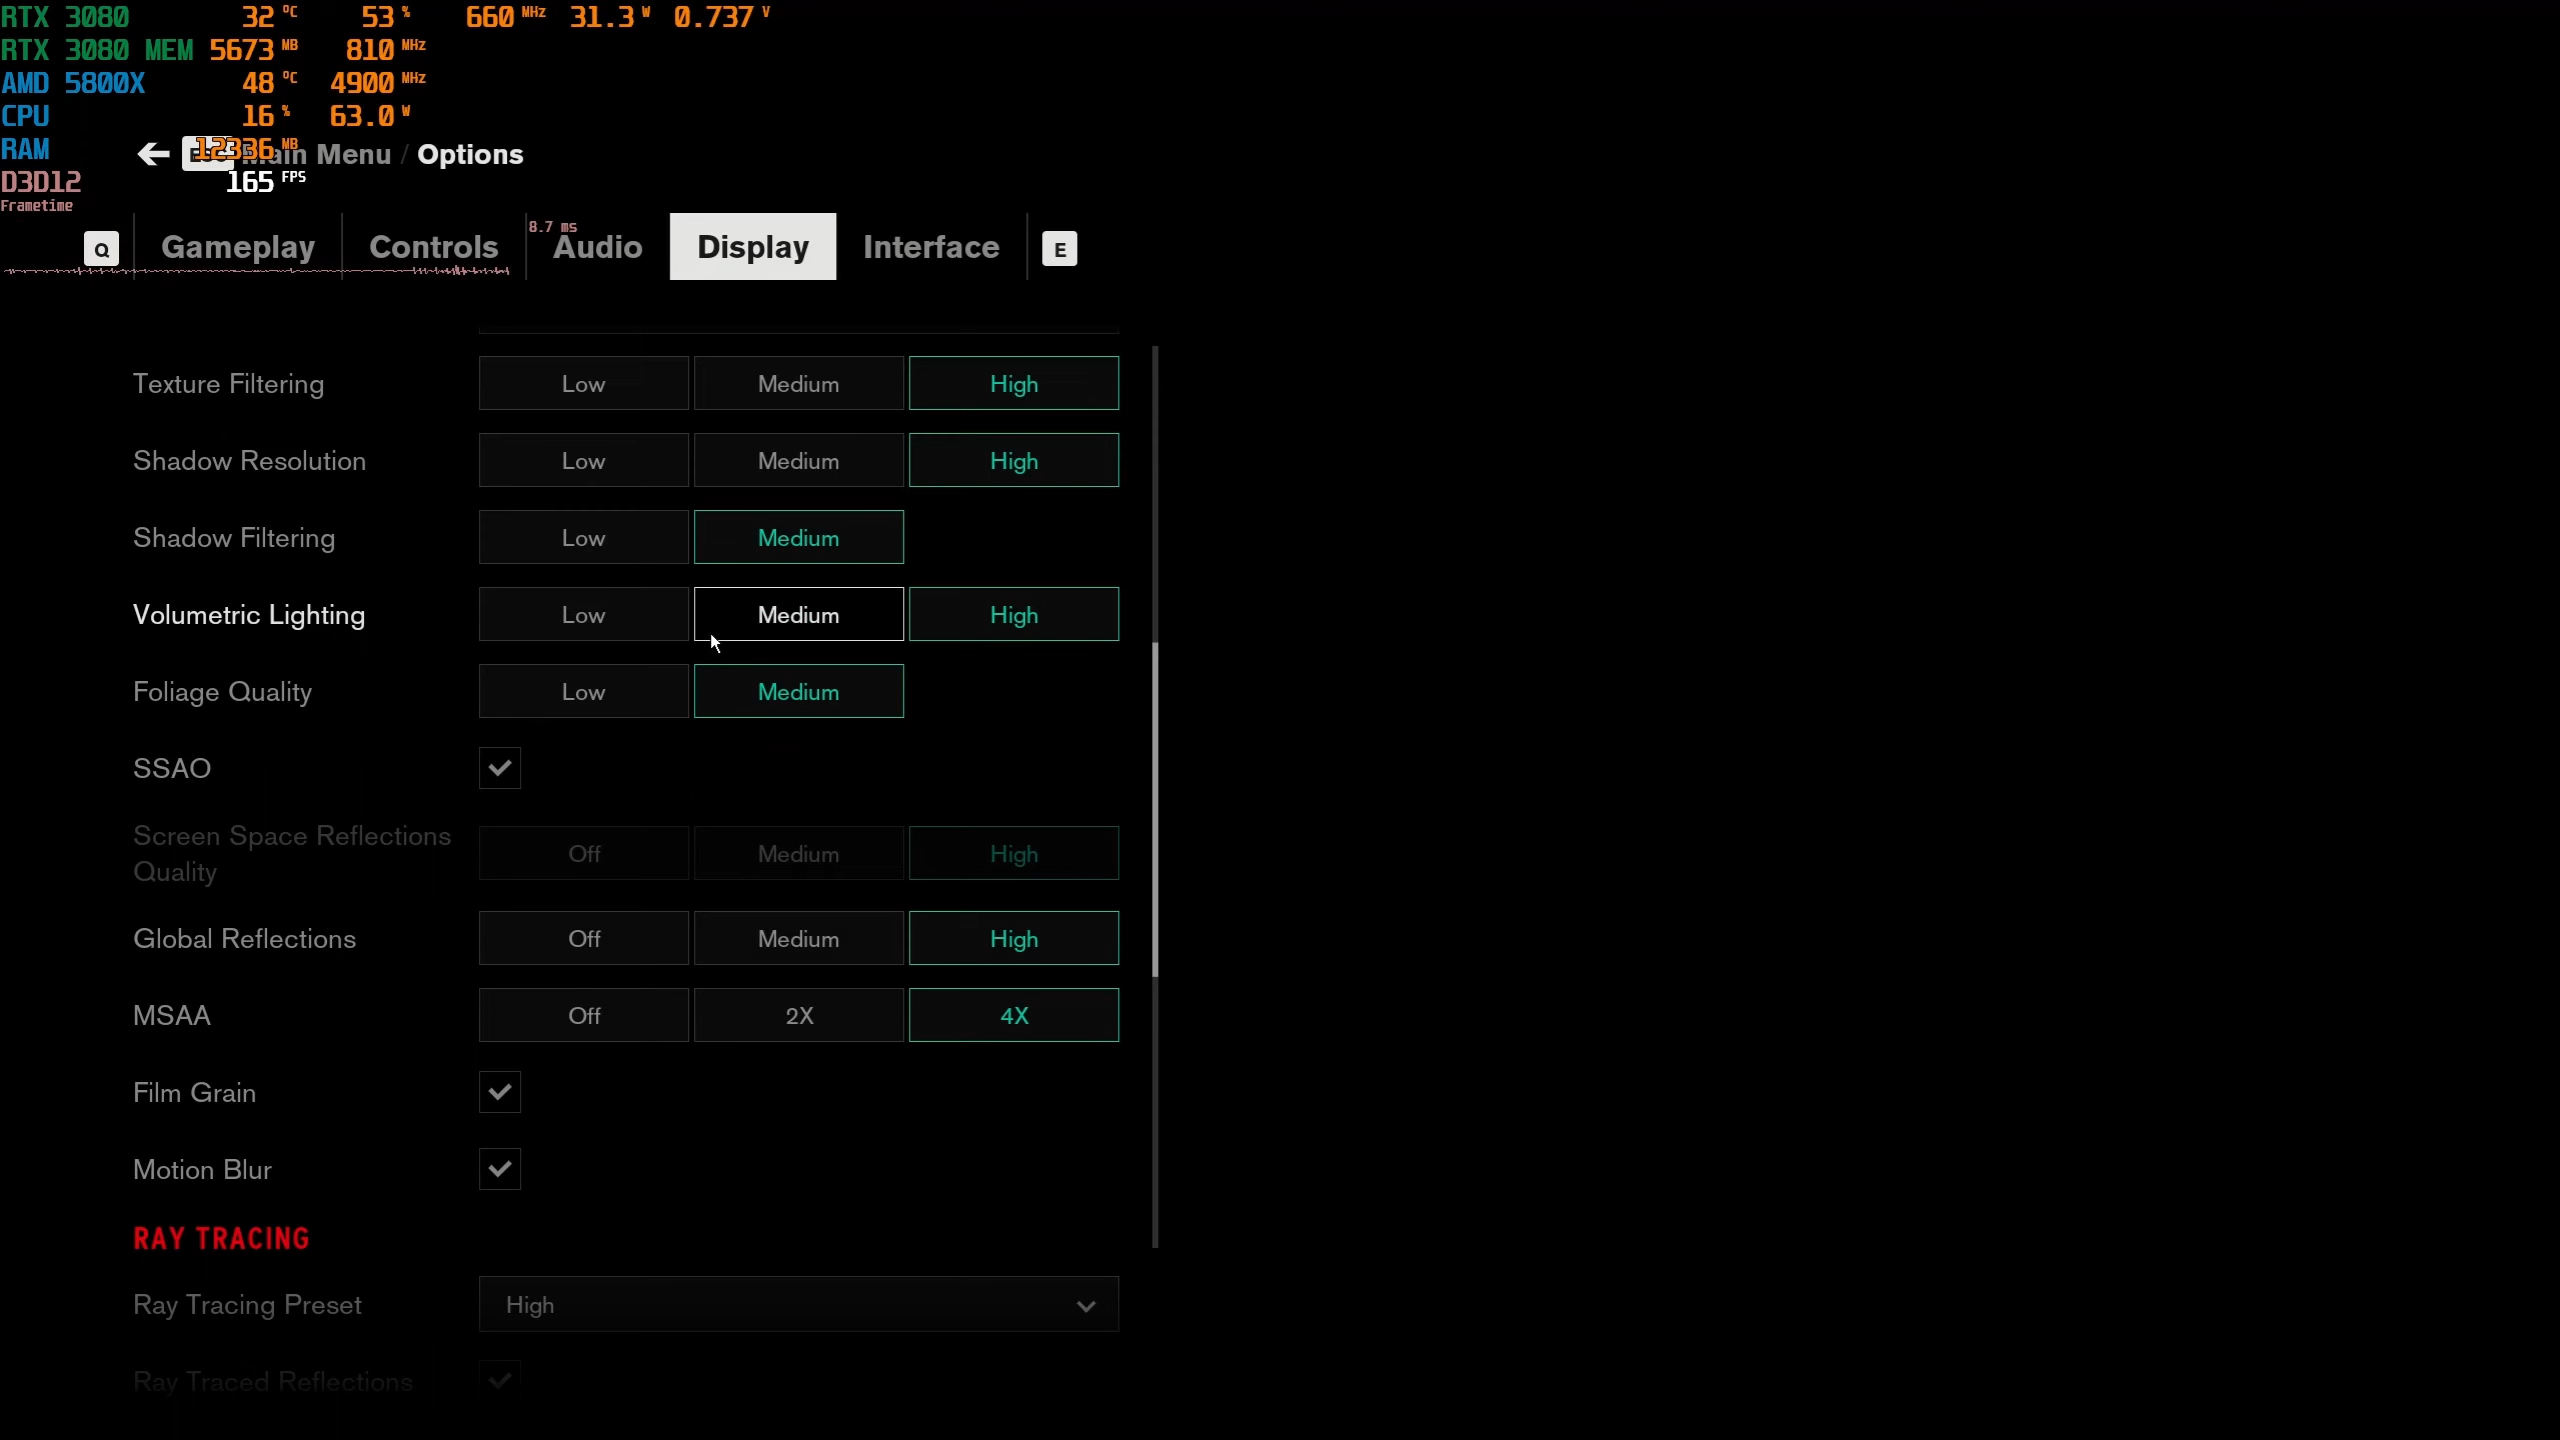 RTX 3080 32 °C 53 % 660 MHz 31.3 W 0.737 V
RTX 3080 MEM 5673 MB 810 MHz
AMD 5800X 48 °C 4900 MHz
CPU 16 % 63.0 W
RAM 12336 MB
Main Menu / Options
D3D12 165 FPS
Frametime
8.7 ms
Q Gameplay Controls Audio Display Interface E
Texture Filtering Low Medium High
Shadow Resolution Low Medium High
Shadow Filtering Low Medium
Volumetric Lighting Low Medium High
Foliage Quality Low Medium
SSAO
Screen Space Reflections
Quality Off Medium High
Global Reflections Off Medium High
MSAA Off 2X 4X
Film Grain
Motion Blur
RAY TRACING
Ray Tracing Preset High
Ray Traced Reflections